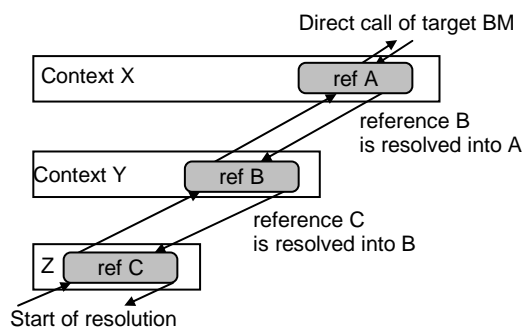 Direct call of target BM
Context X
ref A
reference B
is resolved into A
Context Y
ref B
reference C
is resolved into B
Z
ref C
Start of resolution